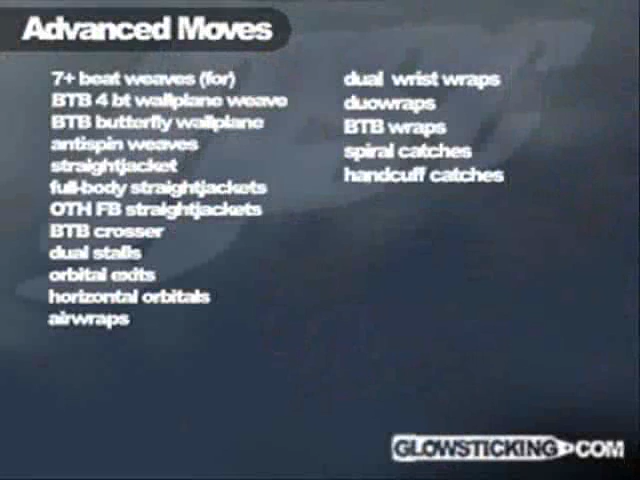 Advanced Moves
7+ beat weaves (for)
BTB 4 bt wallplane weave
BTB butterfly wallplane
antispin weaves
straightjacket
full-body straightjackets
OTH FB straightjackets
BTB crosser
dual stalls
orbital exits
horizontal orbitals
airwraps
dual wrist wraps
duowraps
BTB wraps
spiral catches
handcuff catches
GLOWSTICKING COM